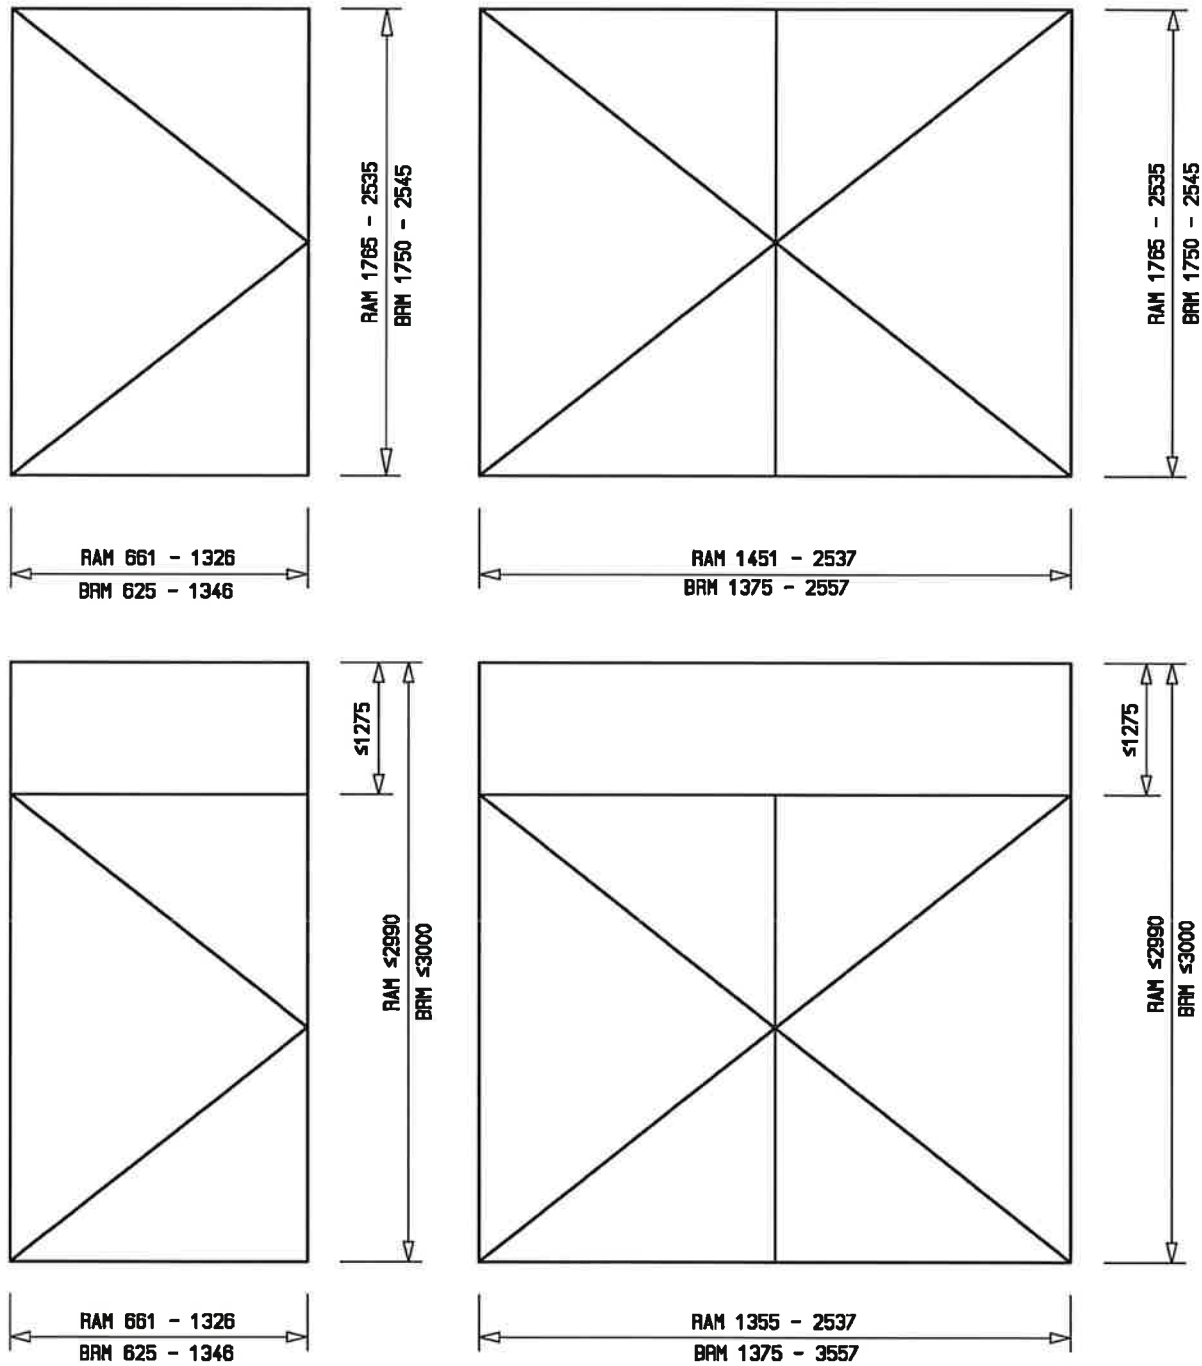 RAM 1765 - 2535
BRM 1750 - 2545
RAM 1765 - 2535
BRM 1750 - 2545
RAM 661 - 1326
BRM 625 - 1346
RAM 1451 - 2537
BRM 1375 - 2557
≤1275
RAM ≤2990
BRM ≤3000
≤1275
RAM ≤2990
BRM ≤3000
RAM 661 - 1326
BRM 625 - 1346
RAM 1355 - 2537
BRM 1375 - 3557